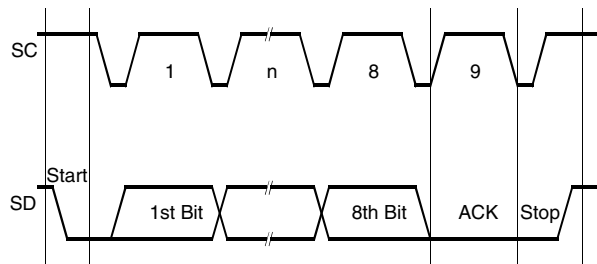 SC
1 n 8 9
Start
SD
1st Bit 8th Bit ACK Stop